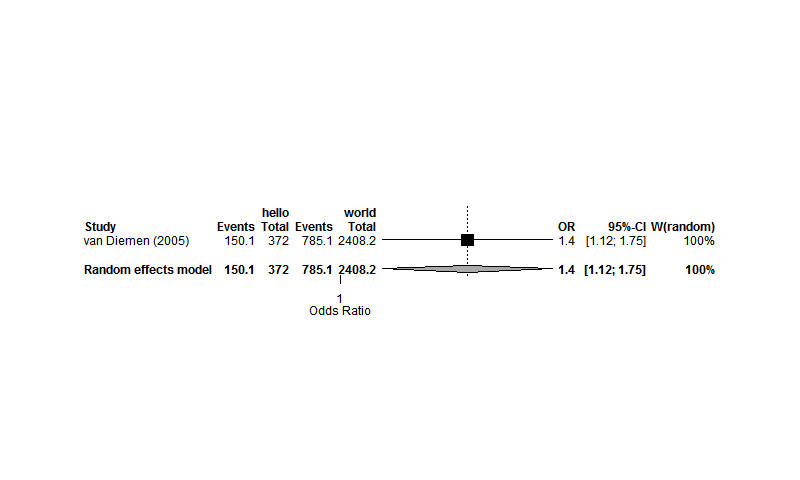 hello world
Study Events Total Events Total OR 95%-CI W(random)
van Diemen (2005) 150.1 372 785.1 2408.2 1.4 [1.12; 1.75] 100%
Random effects model 150.1 372 785.1 2408.2 1.4 [1.12; 1.75] 100%
1
Odds Ratio